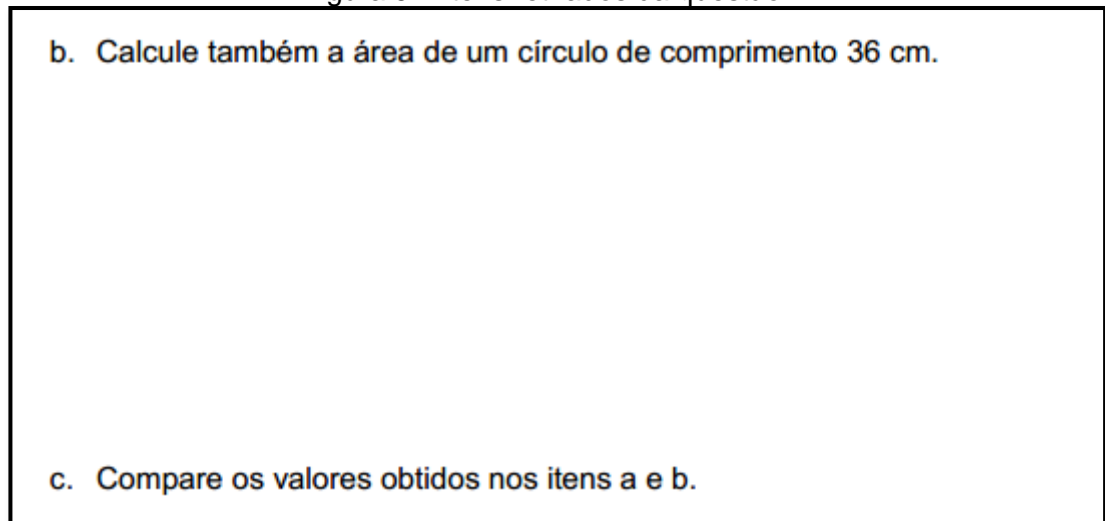 b. Calcule também a área de um círculo de comprimento 36 cm.
c. Compare os valores obtidos nos itens a e b.